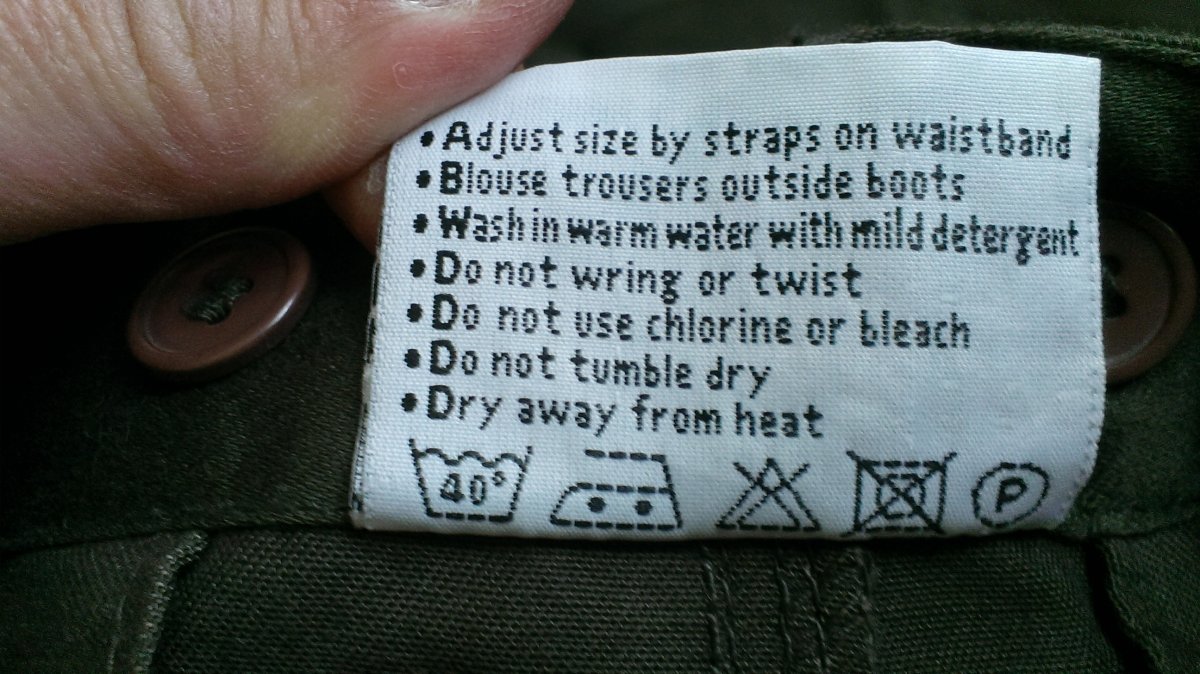 • Adjust size by straps on waistband
• Blouse trousers outside boots
• Wash in warm water with mild detergent
• Do not wring or twist
• Do not use chlorine or bleach
• Do not tumble dry
• Dry away from heat
40° P